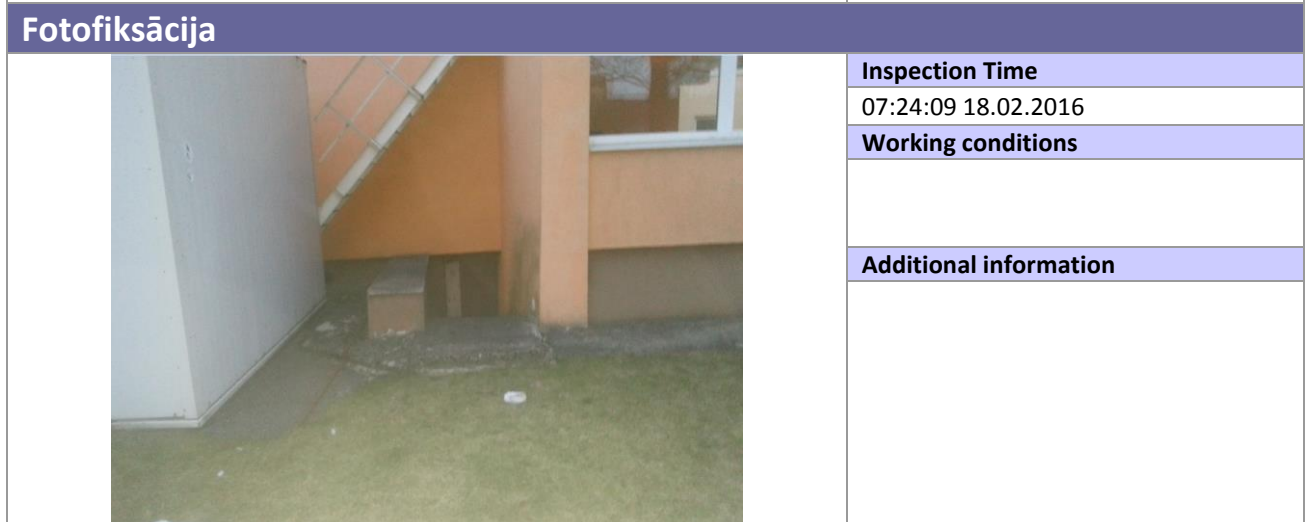 Fotofiksācija
Inspection Time
07:24:09 18.02.2016
Working conditions
Additional information